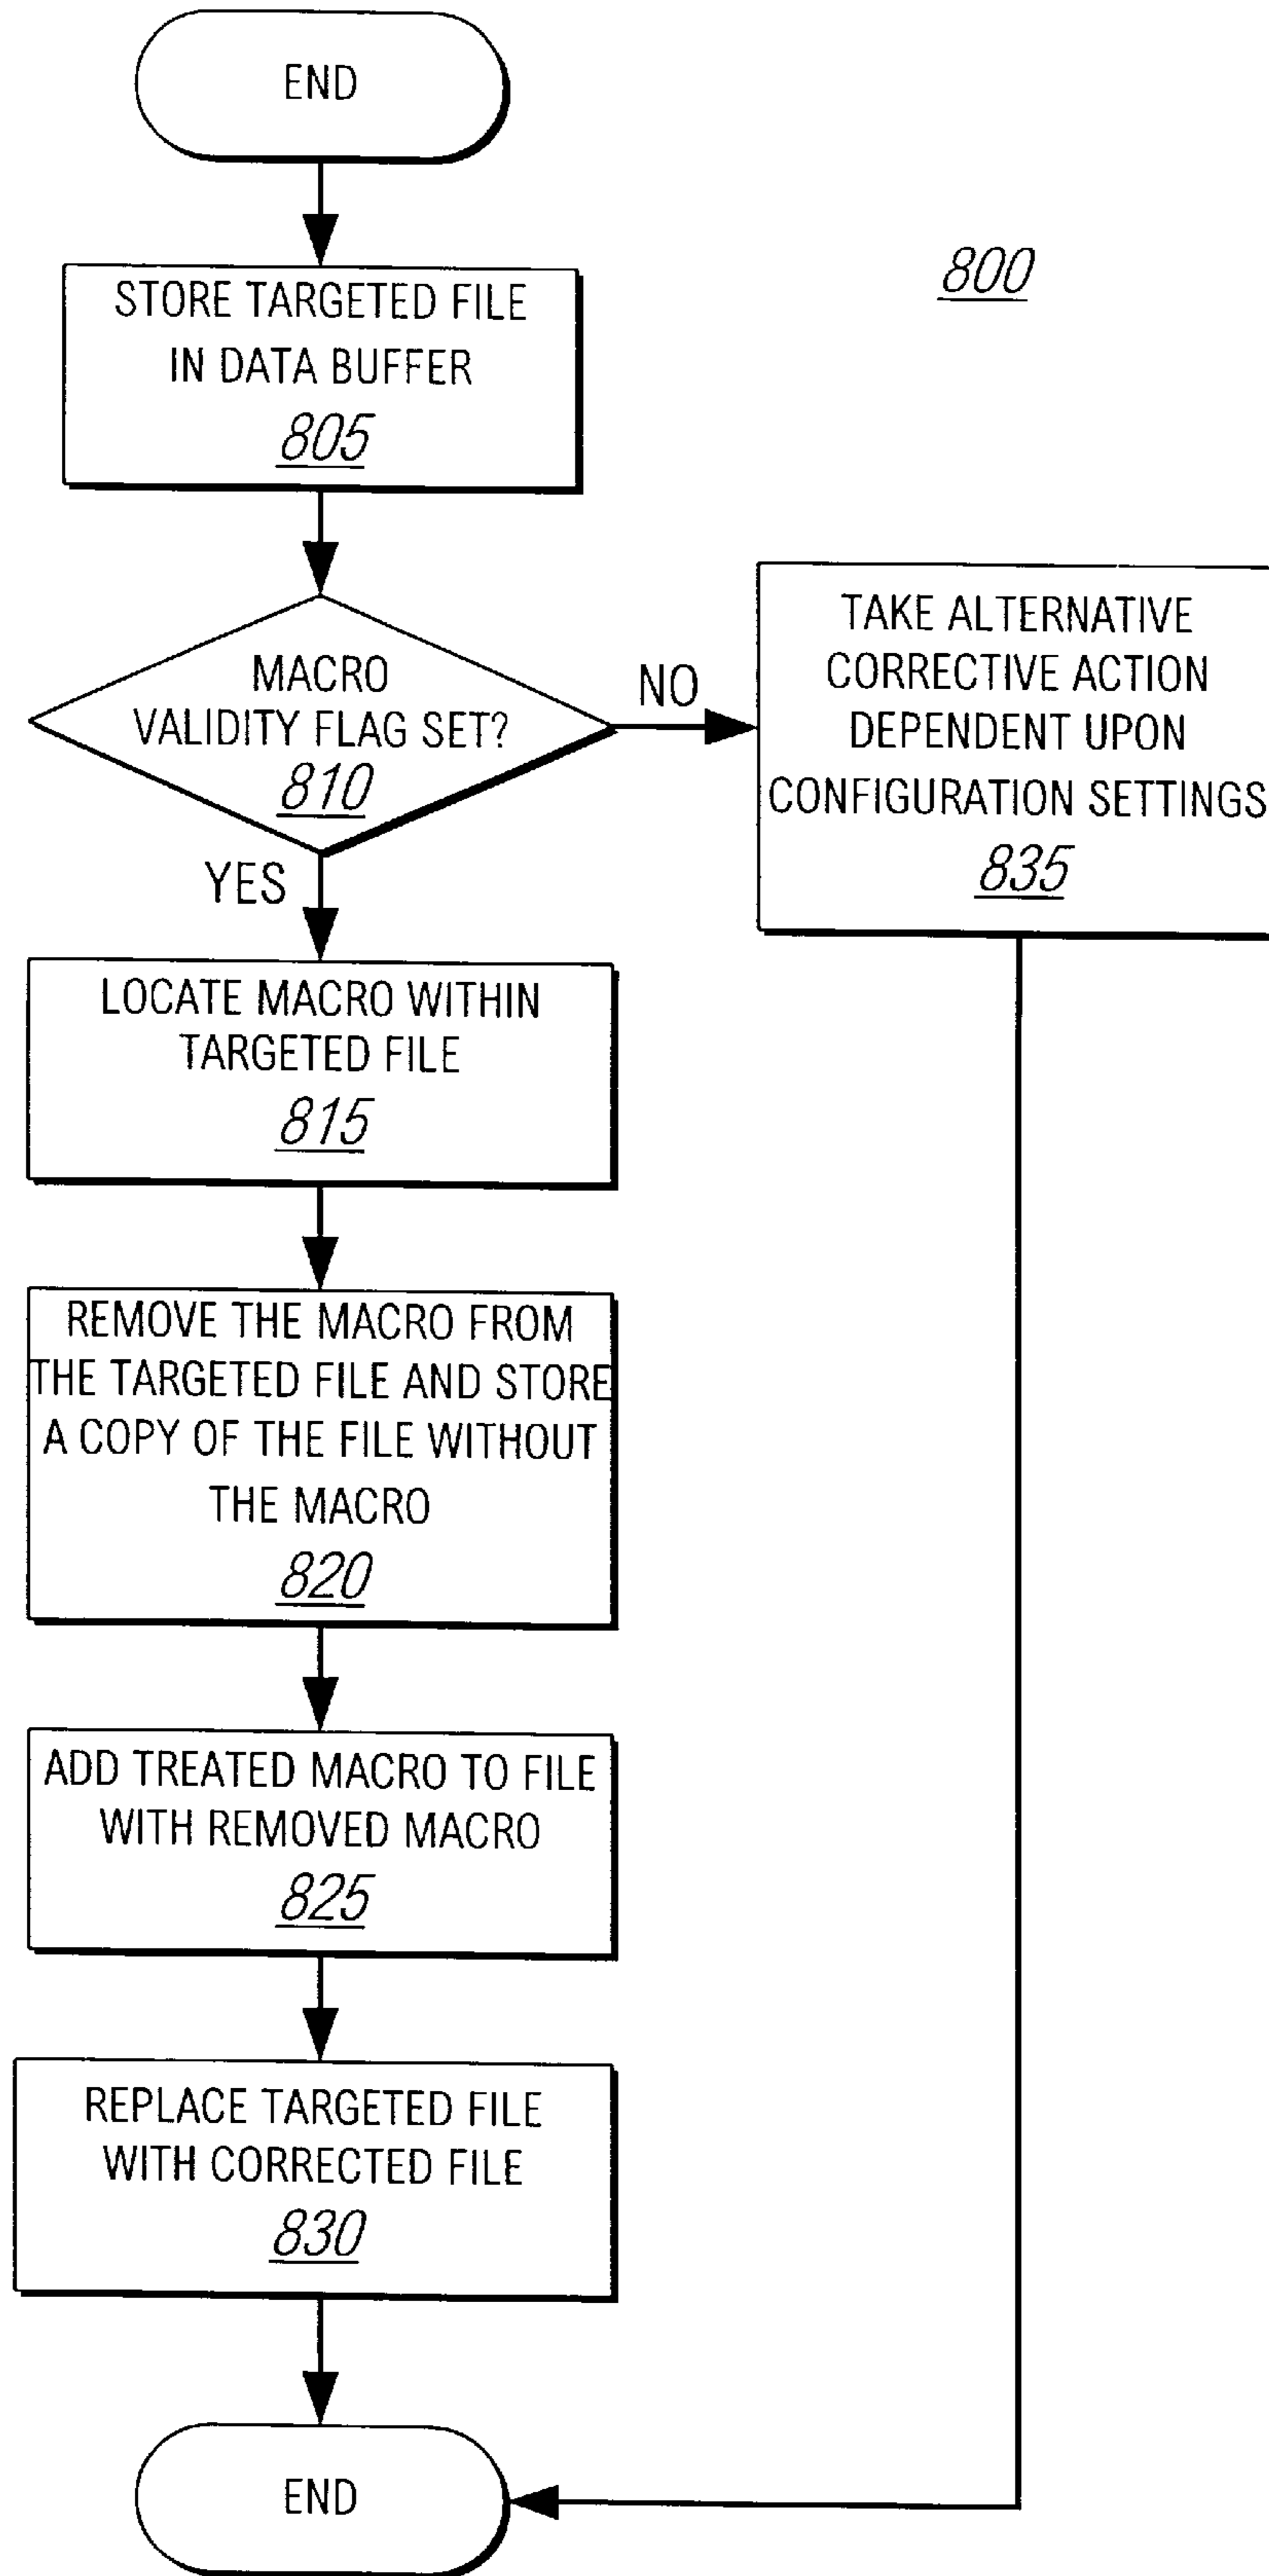 END
800
STORE TARGETED FILE
IN DATA BUFFER
805
MACRO
VALIDITY FLAG SET?
810
NO
YES
TAKE ALTERNATIVE
CORRECTIVE ACTION
DEPENDENT UPON
CONFIGURATION SETTINGS
835
LOCATE MACRO WITHIN
TARGETED FILE
815
REMOVE THE MACRO FROM
THE TARGETED FILE AND STORE
A COPY OF THE FILE WITHOUT
THE MACRO
820
ADD TREATED MACRO TO FILE
WITH REMOVED MACRO
825
REPLACE TARGETED FILE
WITH CORRECTED FILE
830
END